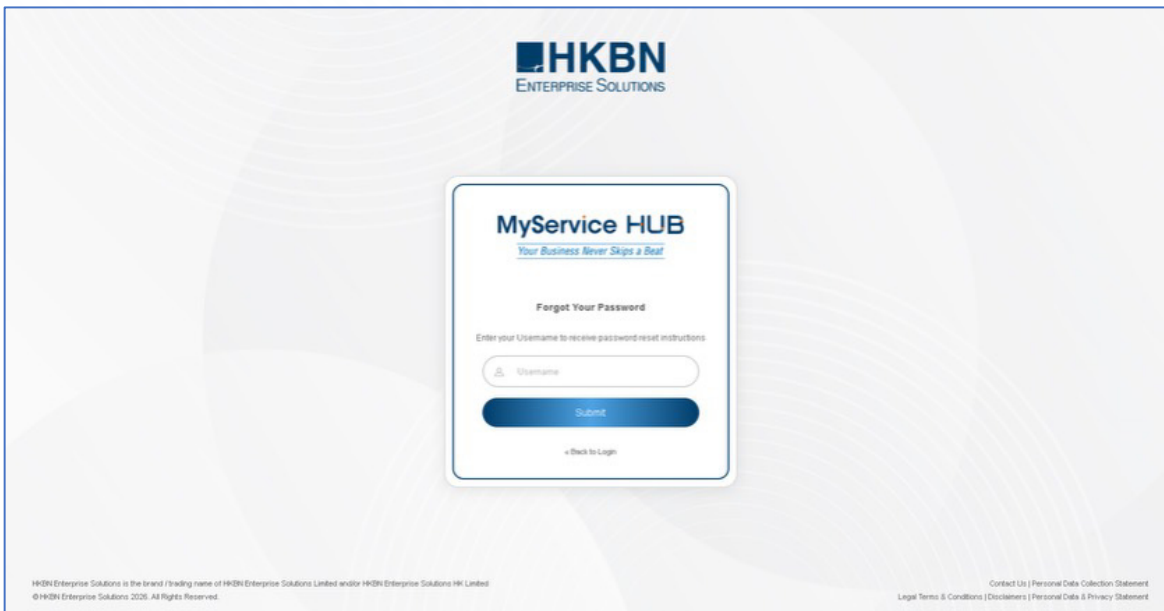 HKBN
ENTERPRISE SOLUTIONS
MyService HUB
Your Business Never Skips a Beat
Forgot Your Password
Enter your Username to receive password reset instructions
Username
Submit
« Back to Login
HKBN Enterprise Solutions is the brand / trading name of HKBN Enterprise Solutions Limited and/or HKBN Enterprise Solutions HK Limited
© HKBN Enterprise Solutions 2026. All Rights Reserved.
Contact Us | Personal Data Collection Statement
Legal Terms & Conditions | Disclaimers | Personal Data & Privacy Statement